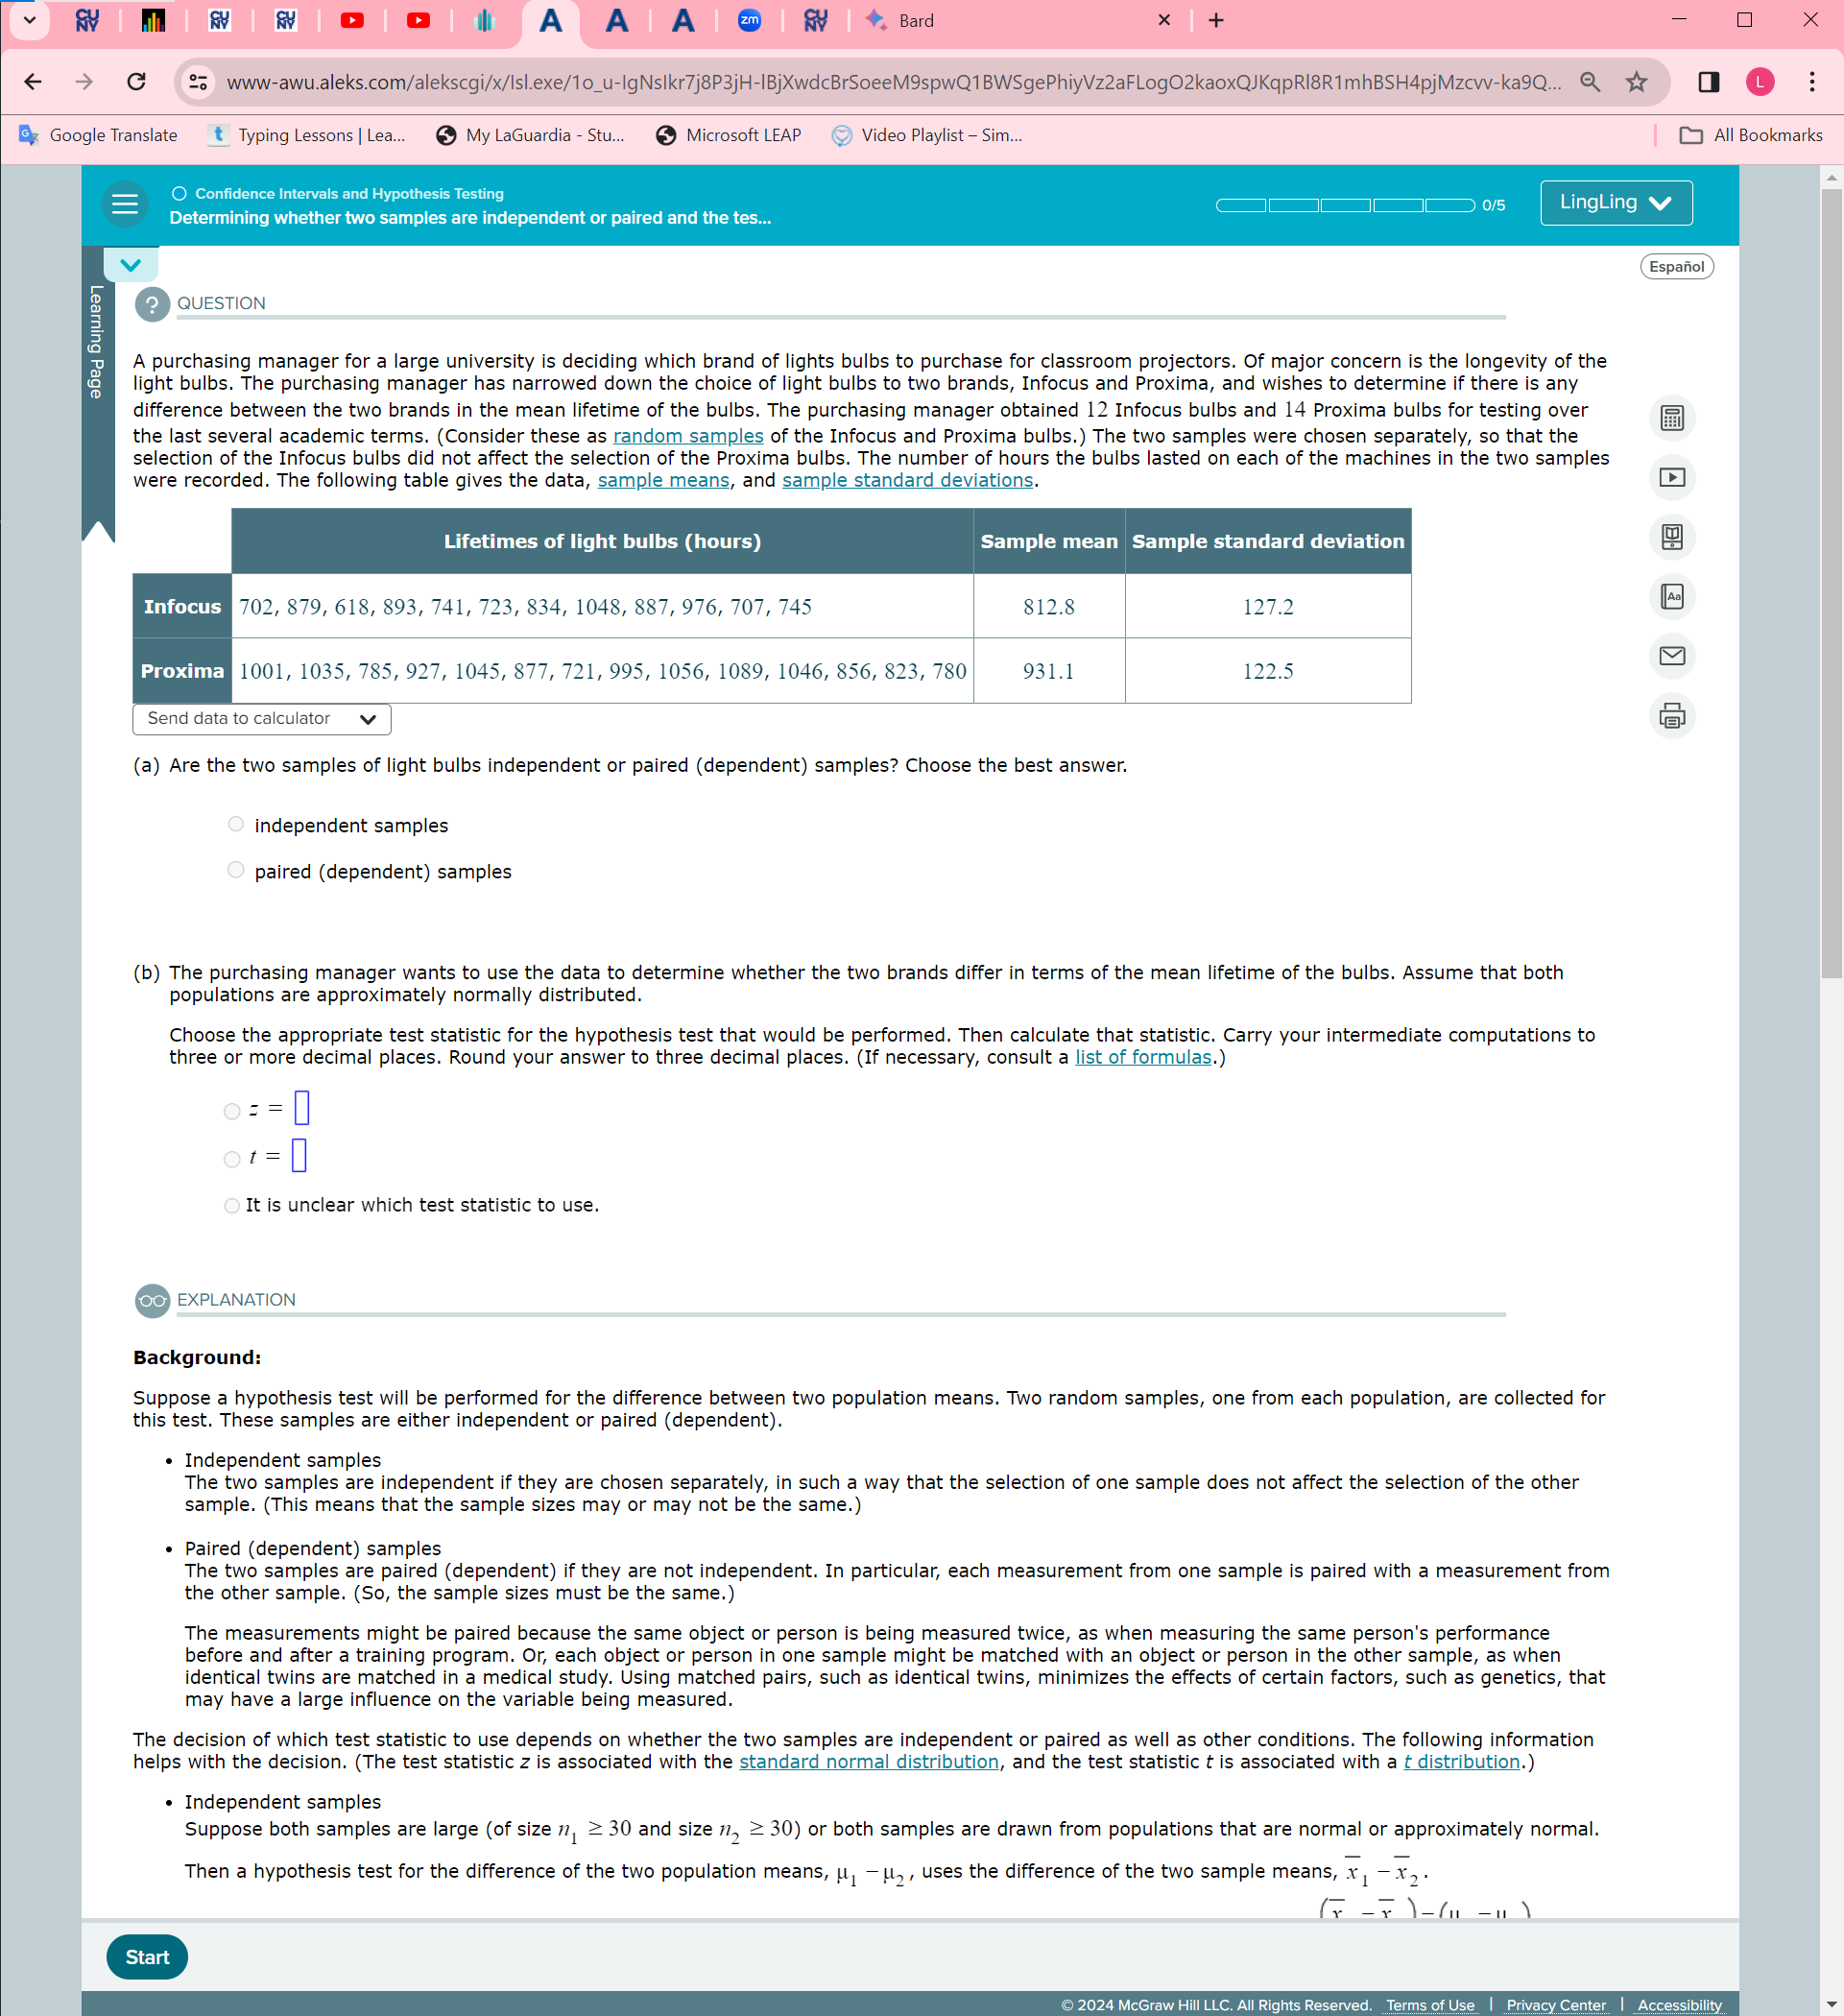 CU NY
CU NY
CU NY
A
A
A
zm
CU NY
Bard
www-awu.aleks.com/alekscgi/x/Isl.exe/1o_u-IgNsIkr7j8P3jH-lBjXwdcBrSoeeM9spwQ1BWSgePhiyVz2aFLogO2kaoxQJKqpRl8R1mhBSH4pjMzcvv-ka9Q...
L
Google Translate
t Typing Lessons | Lea...
My LaGuardia - Stu...
Microsoft LEAP
Video Playlist – Sim...
All Bookmarks
Confidence Intervals and Hypothesis Testing
Determining whether two samples are independent or paired and the tes...
0/5
LingLing
Español
Learning Page
? QUESTION
A purchasing manager for a large university is deciding which brand of lights bulbs to purchase for classroom projectors. Of major concern is the longevity of the
light bulbs. The purchasing manager has narrowed down the choice of light bulbs to two brands, Infocus and Proxima, and wishes to determine if there is any
difference between the two brands in the mean lifetime of the bulbs. The purchasing manager obtained 12 Infocus bulbs and 14 Proxima bulbs for testing over
the last several academic terms. (Consider these as random samples of the Infocus and Proxima bulbs.) The two samples were chosen separately, so that the
selection of the Infocus bulbs did not affect the selection of the Proxima bulbs. The number of hours the bulbs lasted on each of the machines in the two samples
were recorded. The following table gives the data, sample means, and sample standard deviations.
Lifetimes of light bulbs (hours) Sample mean Sample standard deviation
Infocus 702, 879, 618, 893, 741, 723, 834, 1048, 887, 976, 707, 745 812.8 127.2
Proxima 1001, 1035, 785, 927, 1045, 877, 721, 995, 1056, 1089, 1046, 856, 823, 780 931.1 122.5
Send data to calculator
Aa
(a) Are the two samples of light bulbs independent or paired (dependent) samples? Choose the best answer.
independent samples
paired (dependent) samples
(b) The purchasing manager wants to use the data to determine whether the two brands differ in terms of the mean lifetime of the bulbs. Assume that both
populations are approximately normally distributed.
Choose the appropriate test statistic for the hypothesis test that would be performed. Then calculate that statistic. Carry your intermediate computations to
three or more decimal places. Round your answer to three decimal places. (If necessary, consult a list of formulas.)
z =
t =
It is unclear which test statistic to use.
EXPLANATION
Background:
Suppose a hypothesis test will be performed for the difference between two population means. Two random samples, one from each population, are collected for
this test. These samples are either independent or paired (dependent).
• Independent samples
The two samples are independent if they are chosen separately, in such a way that the selection of one sample does not affect the selection of the other
sample. (This means that the sample sizes may or may not be the same.)
• Paired (dependent) samples
The two samples are paired (dependent) if they are not independent. In particular, each measurement from one sample is paired with a measurement from
the other sample. (So, the sample sizes must be the same.)
The measurements might be paired because the same object or person is being measured twice, as when measuring the same person's performance
before and after a training program. Or, each object or person in one sample might be matched with an object or person in the other sample, as when
identical twins are matched in a medical study. Using matched pairs, such as identical twins, minimizes the effects of certain factors, such as genetics, that
may have a large influence on the variable being measured.
The decision of which test statistic to use depends on whether the two samples are independent or paired as well as other conditions. The following information
helps with the decision. (The test statistic z is associated with the standard normal distribution, and the test statistic t is associated with a t distribution.)
• Independent samples
Suppose both samples are large (of size n₁ ≥ 30 and size n₂ ≥ 30) or both samples are drawn from populations that are normal or approximately normal.
Then a hypothesis test for the difference of the two population means, μ₁ − μ₂, uses the difference of the two sample means, x̄₁ − x̄₂.
Start
© 2024 McGraw Hill LLC. All Rights Reserved. Terms of Use | Privacy Center | Accessibility